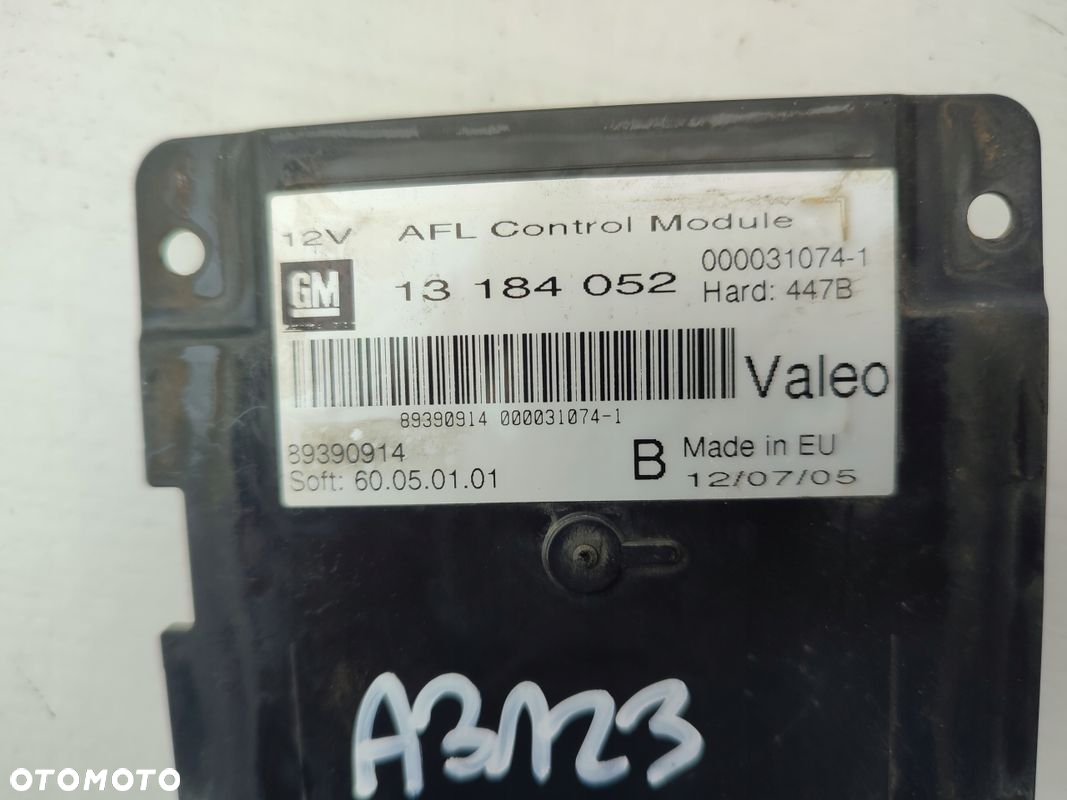 12V AFL Control Module
GM 13 184 052 000031074-1
Hard: 447B
Valeo
89390914 000031074-1
89390914
Soft: 60.05.01.01
B Made in EU
12/07/05
A3N23
OTOMOTO